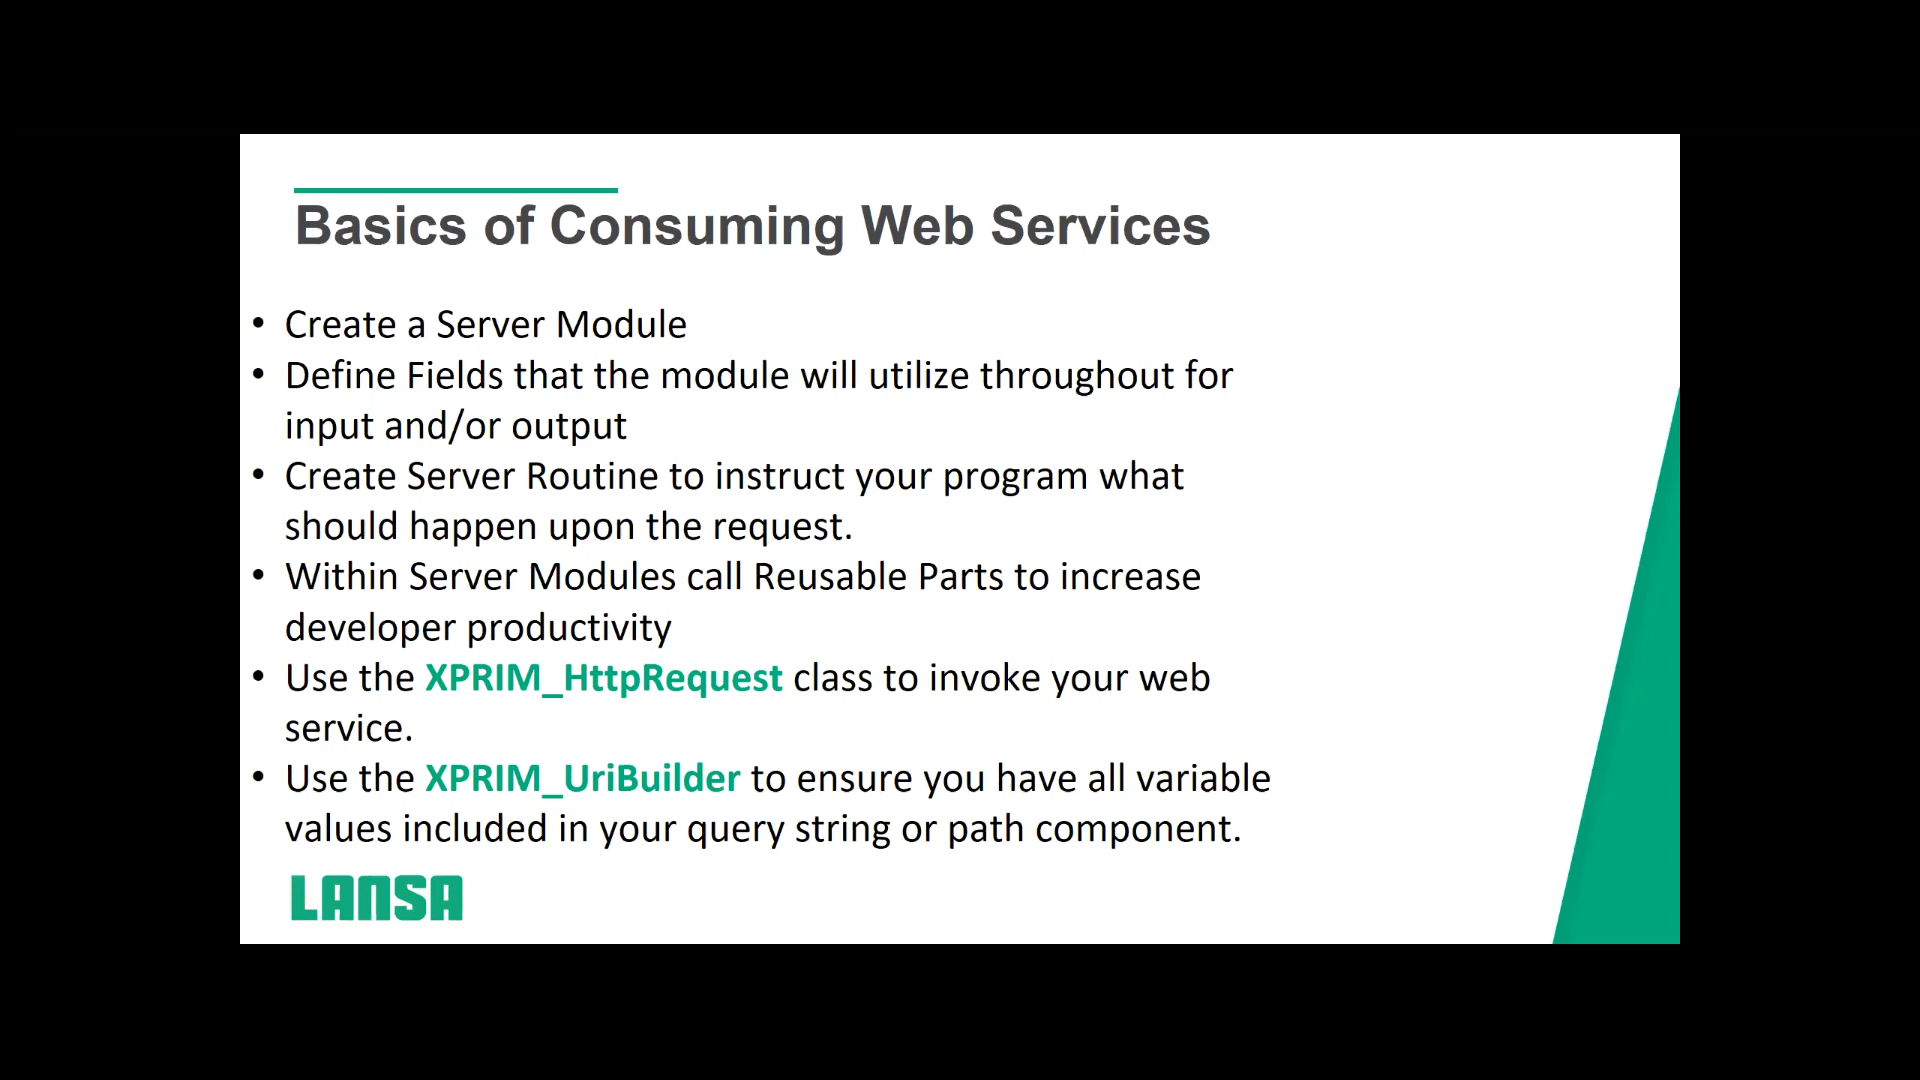 Basics of Consuming Web Services
• Create a Server Module
• Define Fields that the module will utilize throughout for
input and/or output
• Create Server Routine to instruct your program what
should happen upon the request.
• Within Server Modules call Reusable Parts to increase
developer productivity
• Use the XPRIM_HttpRequest class to invoke your web
service.
• Use the XPRIM_UriBuilder to ensure you have all variable
values included in your query string or path component.
LANSA